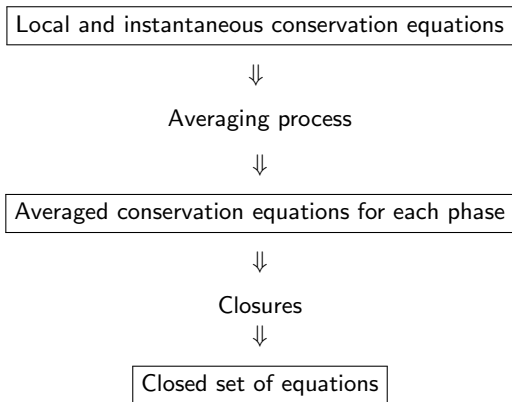 Local and instantaneous conservation equations
⇓
Averaging process
⇓
Averaged conservation equations for each phase
⇓
Closures
⇓
Closed set of equations